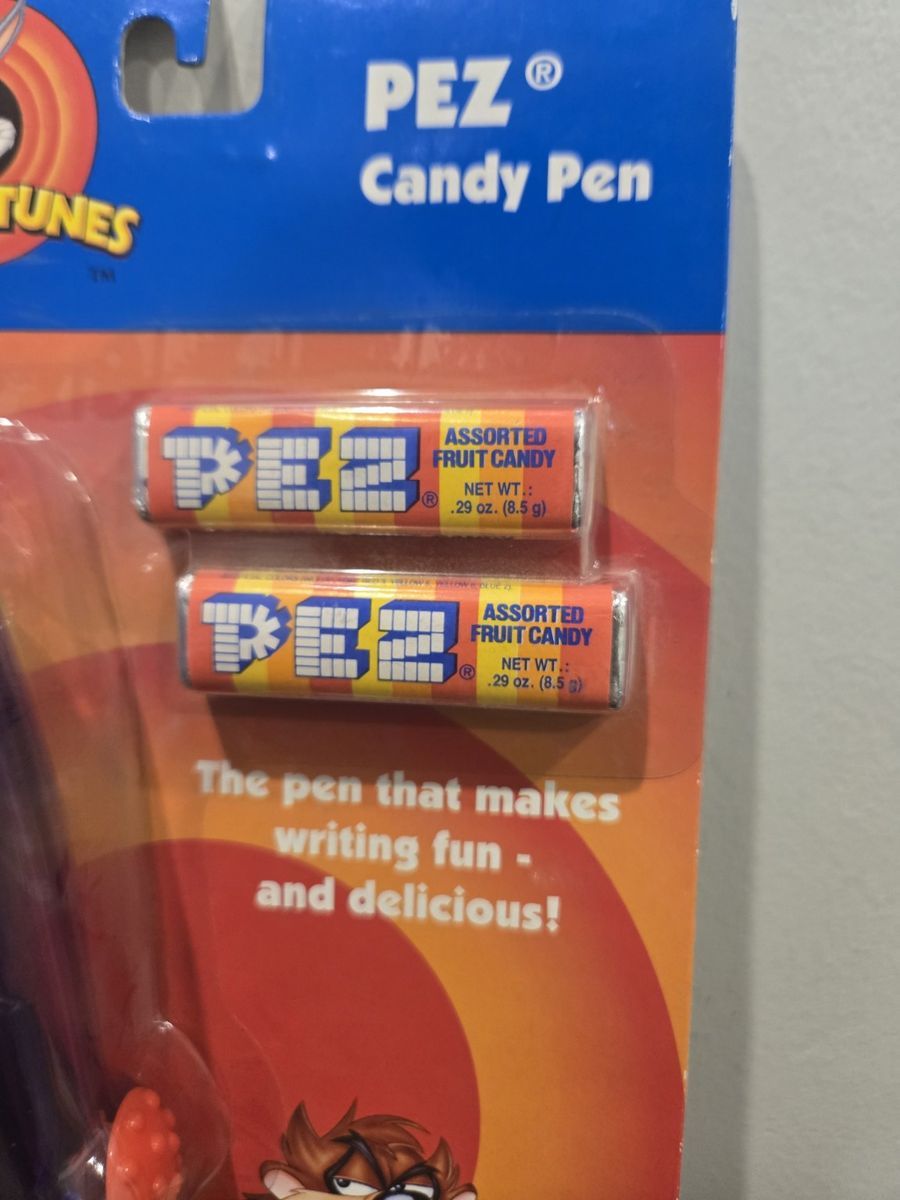 PEZ®
Candy Pen
TUNES
TM
PEZ®
ASSORTED
FRUIT CANDY
NET WT.:
.29 oz. (8.5 g)
PEZ®
ASSORTED
FRUIT CANDY
NET WT.:
.29 oz. (8.5 g)
The pen that makes
writing fun -
and delicious!